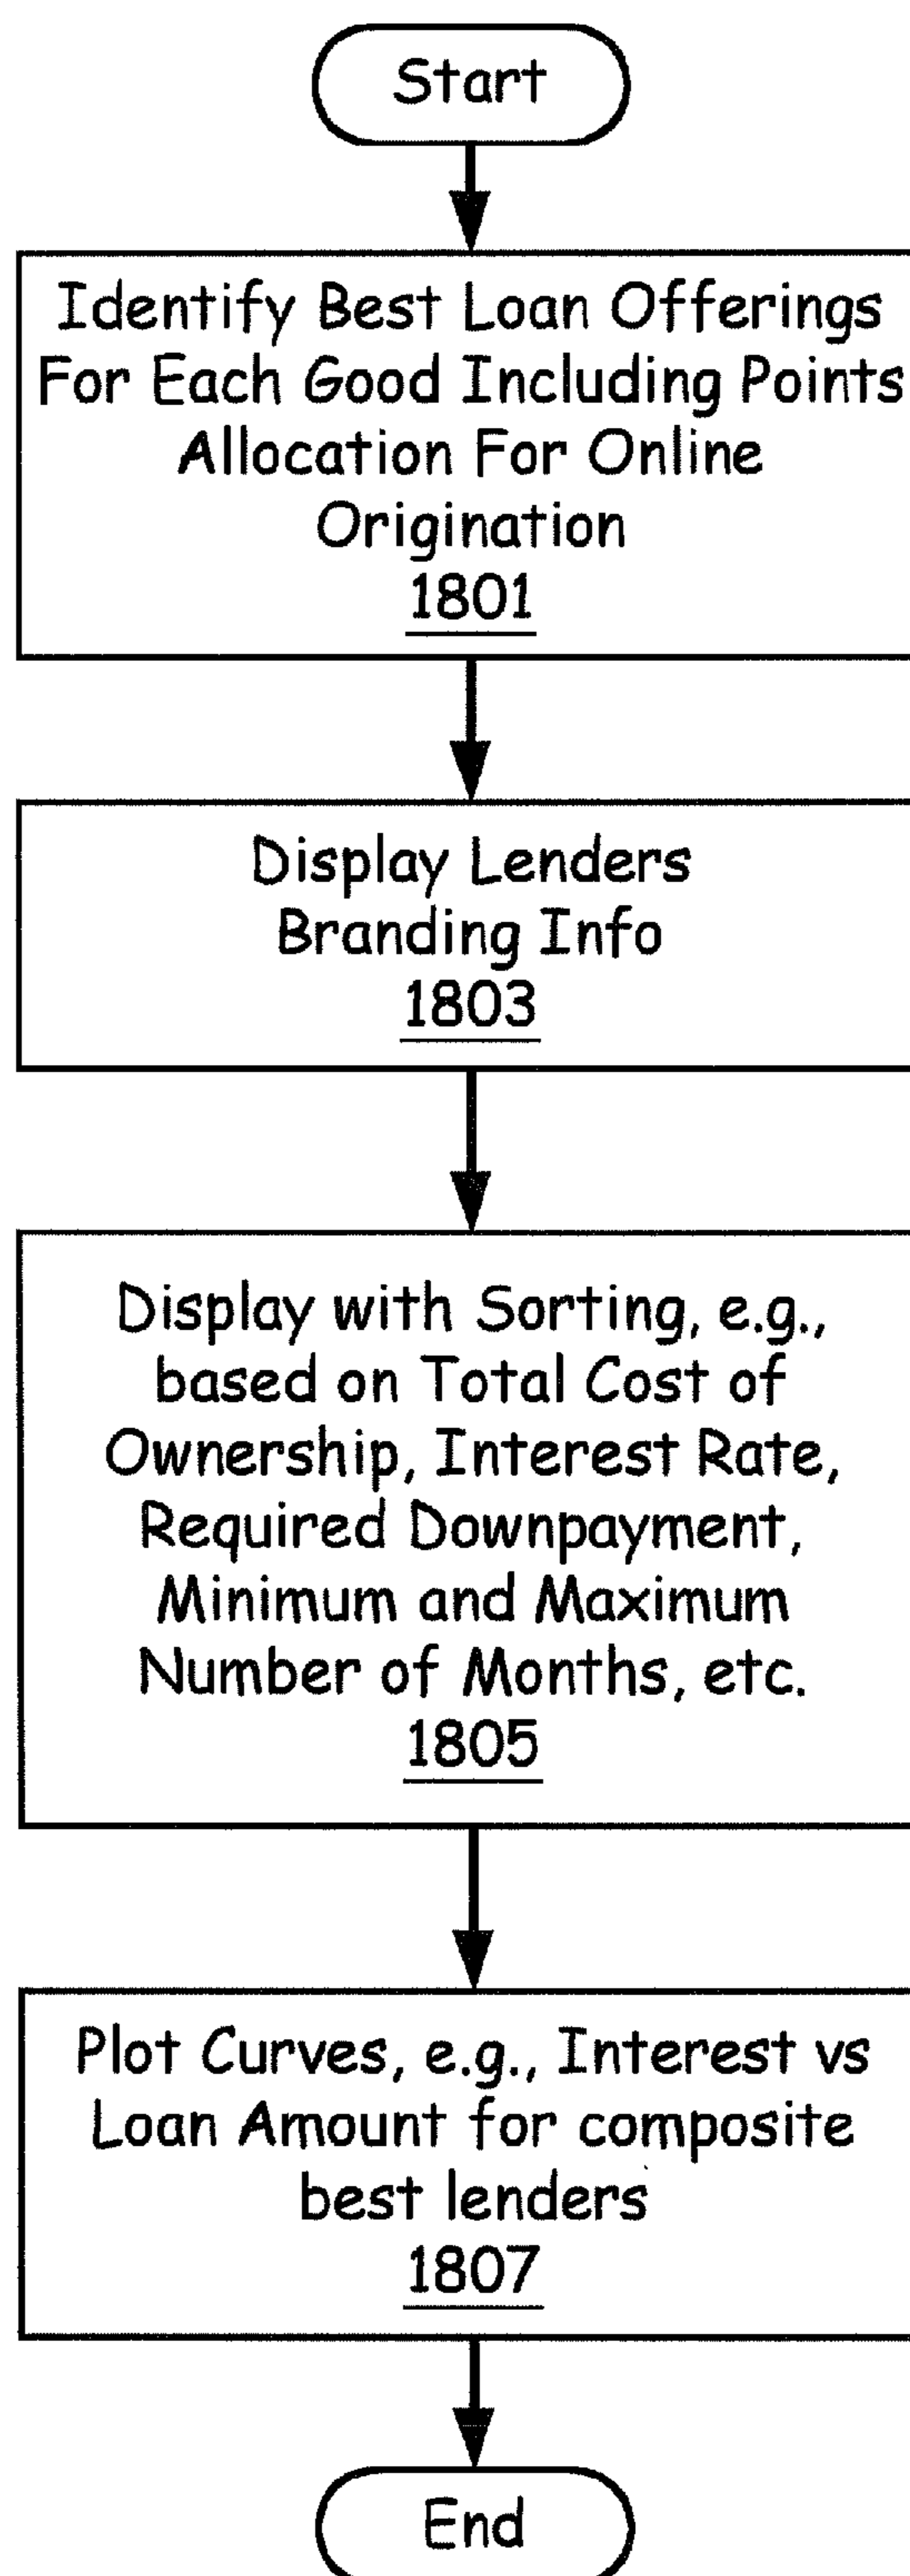 Start
Identify Best Loan Offerings
For Each Good Including Points
Allocation For Online
Origination
1801
Display Lenders
Branding Info
1803
Display with Sorting, e.g.,
based on Total Cost of
Ownership, Interest Rate,
Required Downpayment,
Minimum and Maximum
Number of Months, etc.
1805
Plot Curves, e.g., Interest vs
Loan Amount for composite
best lenders
1807
End